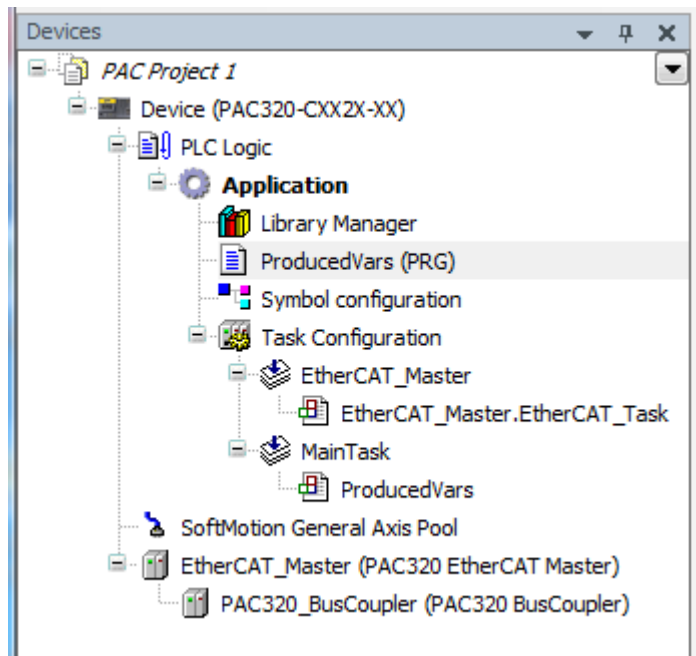 Devices
PAC Project 1
Device (PAC320-CXX2X-XX)
PLC Logic
Application
Library Manager
ProducedVars (PRG)
Symbol configuration
Task Configuration
EtherCAT_Master
EtherCAT_Master.EtherCAT_Task
MainTask
ProducedVars
SoftMotion General Axis Pool
EtherCAT_Master (PAC320 EtherCAT Master)
PAC320_BusCoupler (PAC320 BusCoupler)